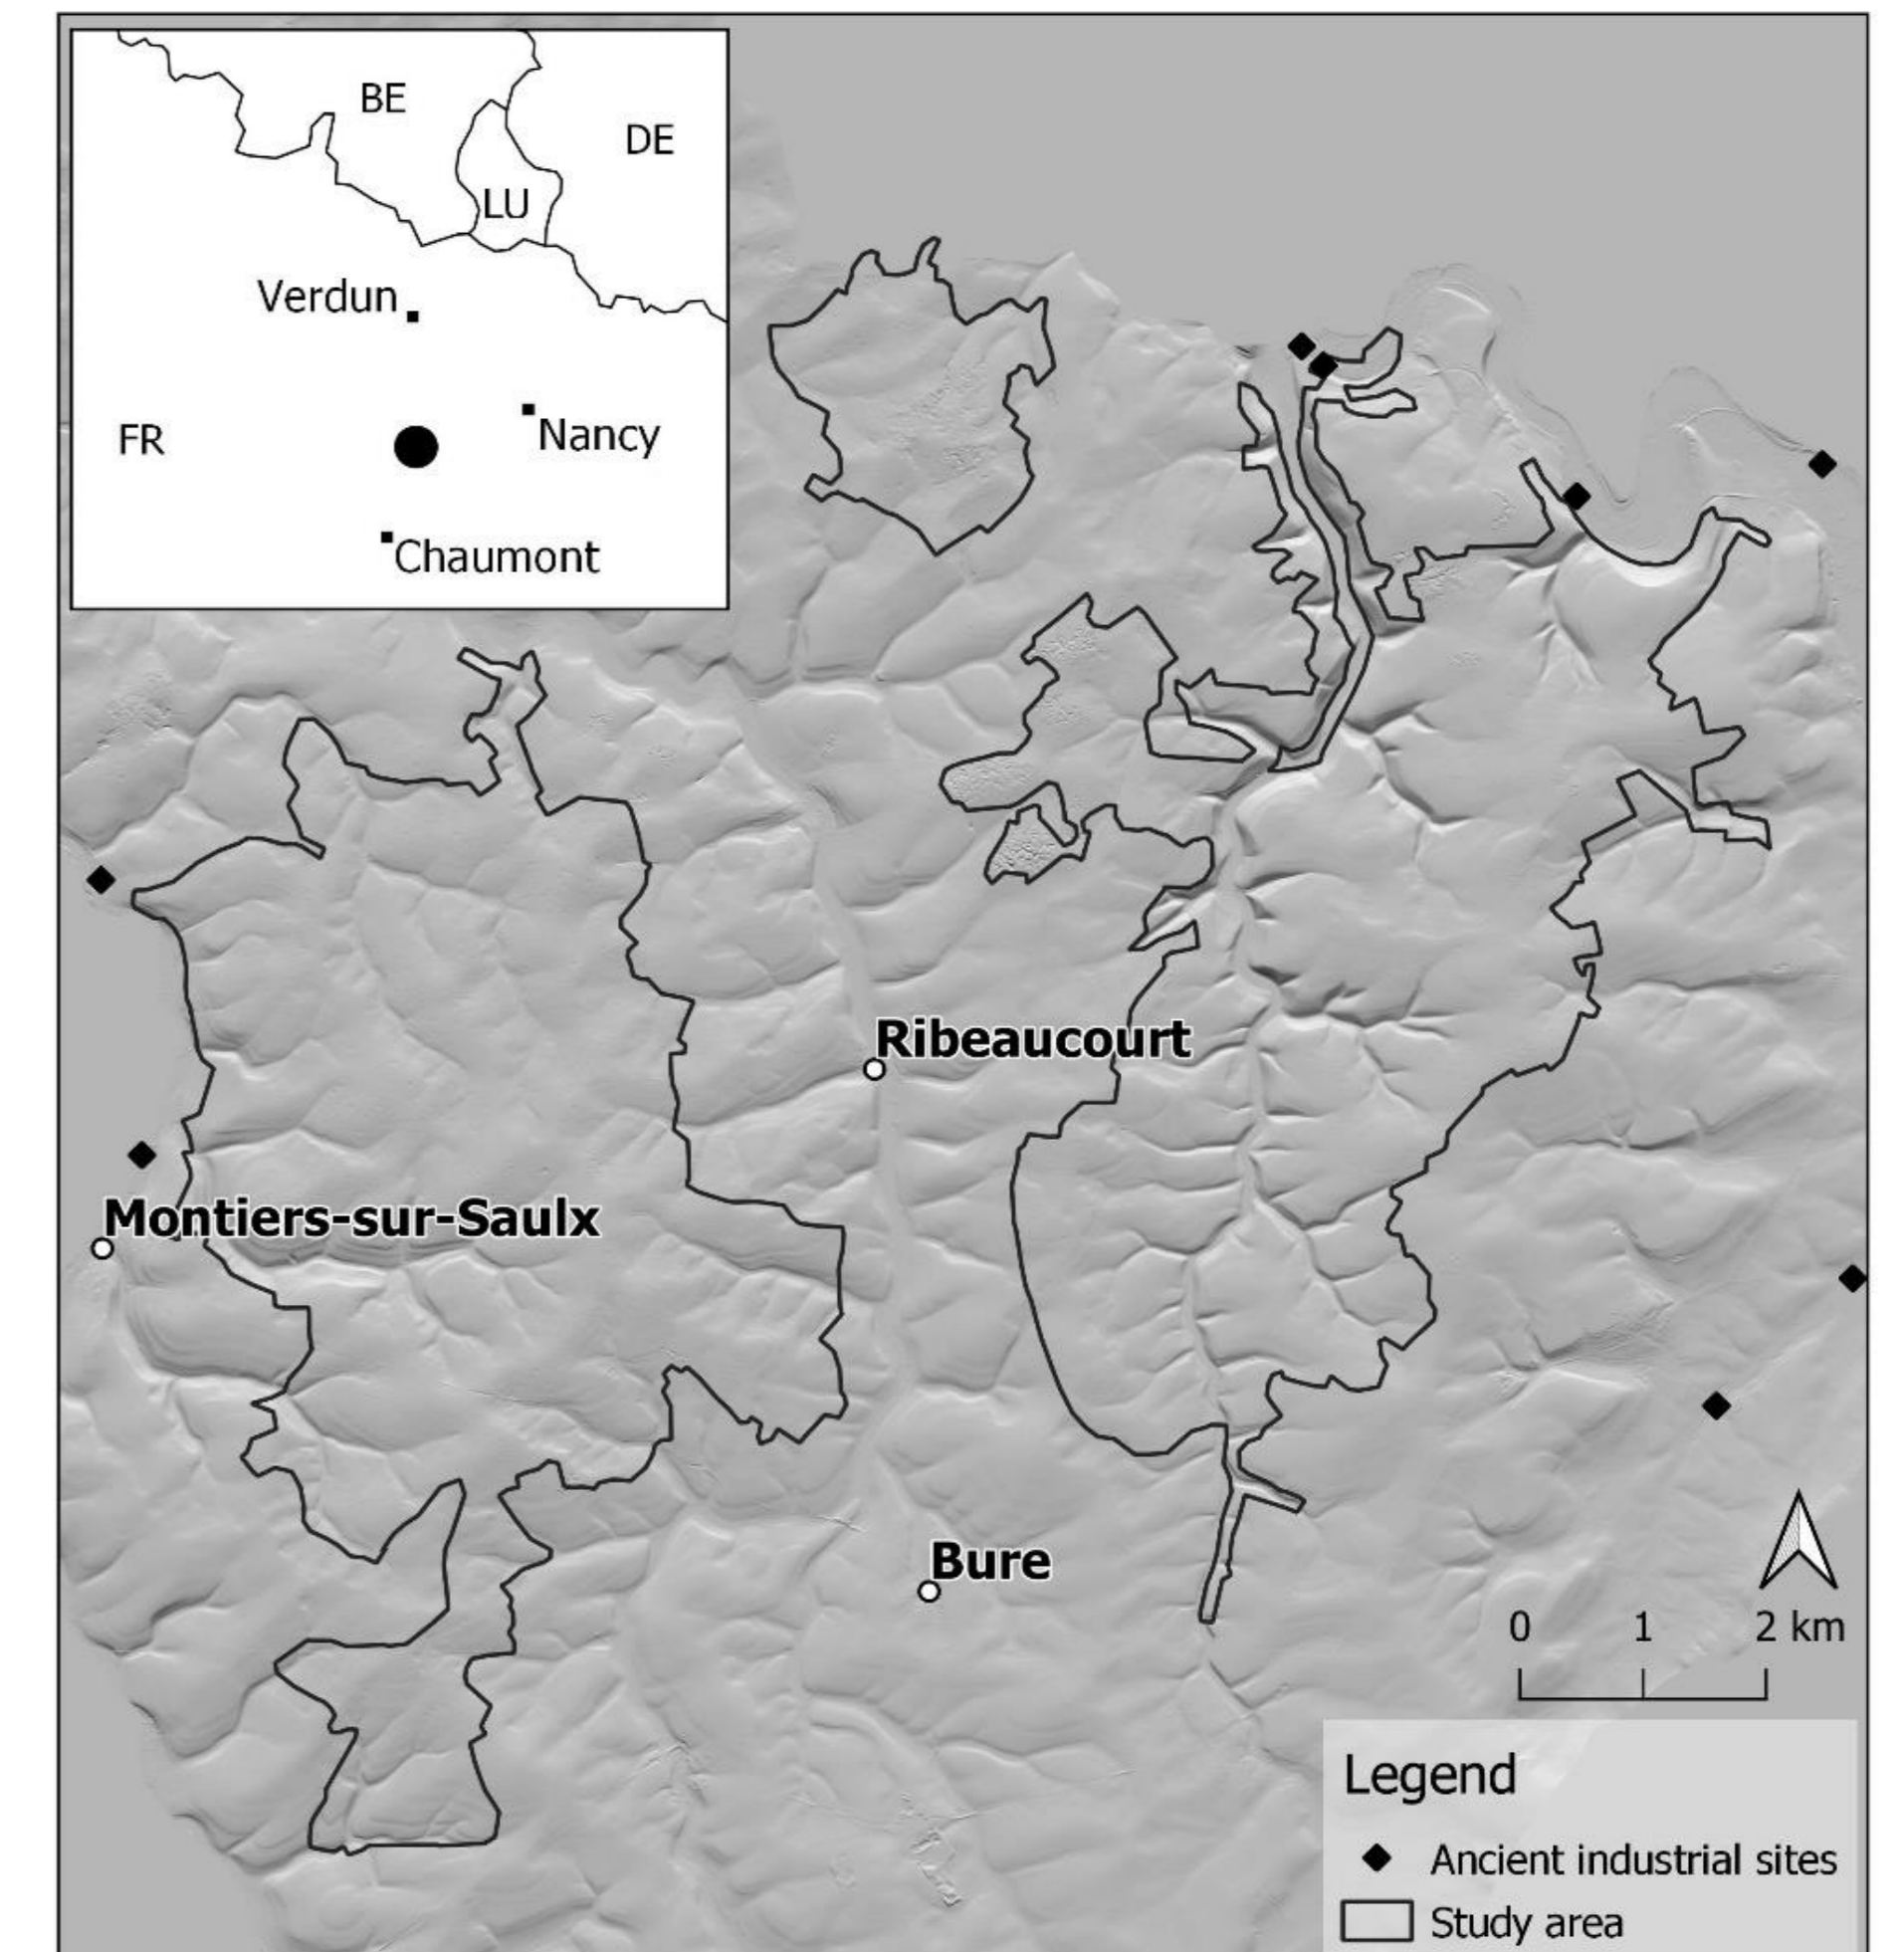 BE
DE
LU
Verdun
FR
Nancy
Chaumont
Ribeaucourt
Montiers-sur-Saulx
Bure
0 1 2 km
Legend
Ancient industrial sites
Study area